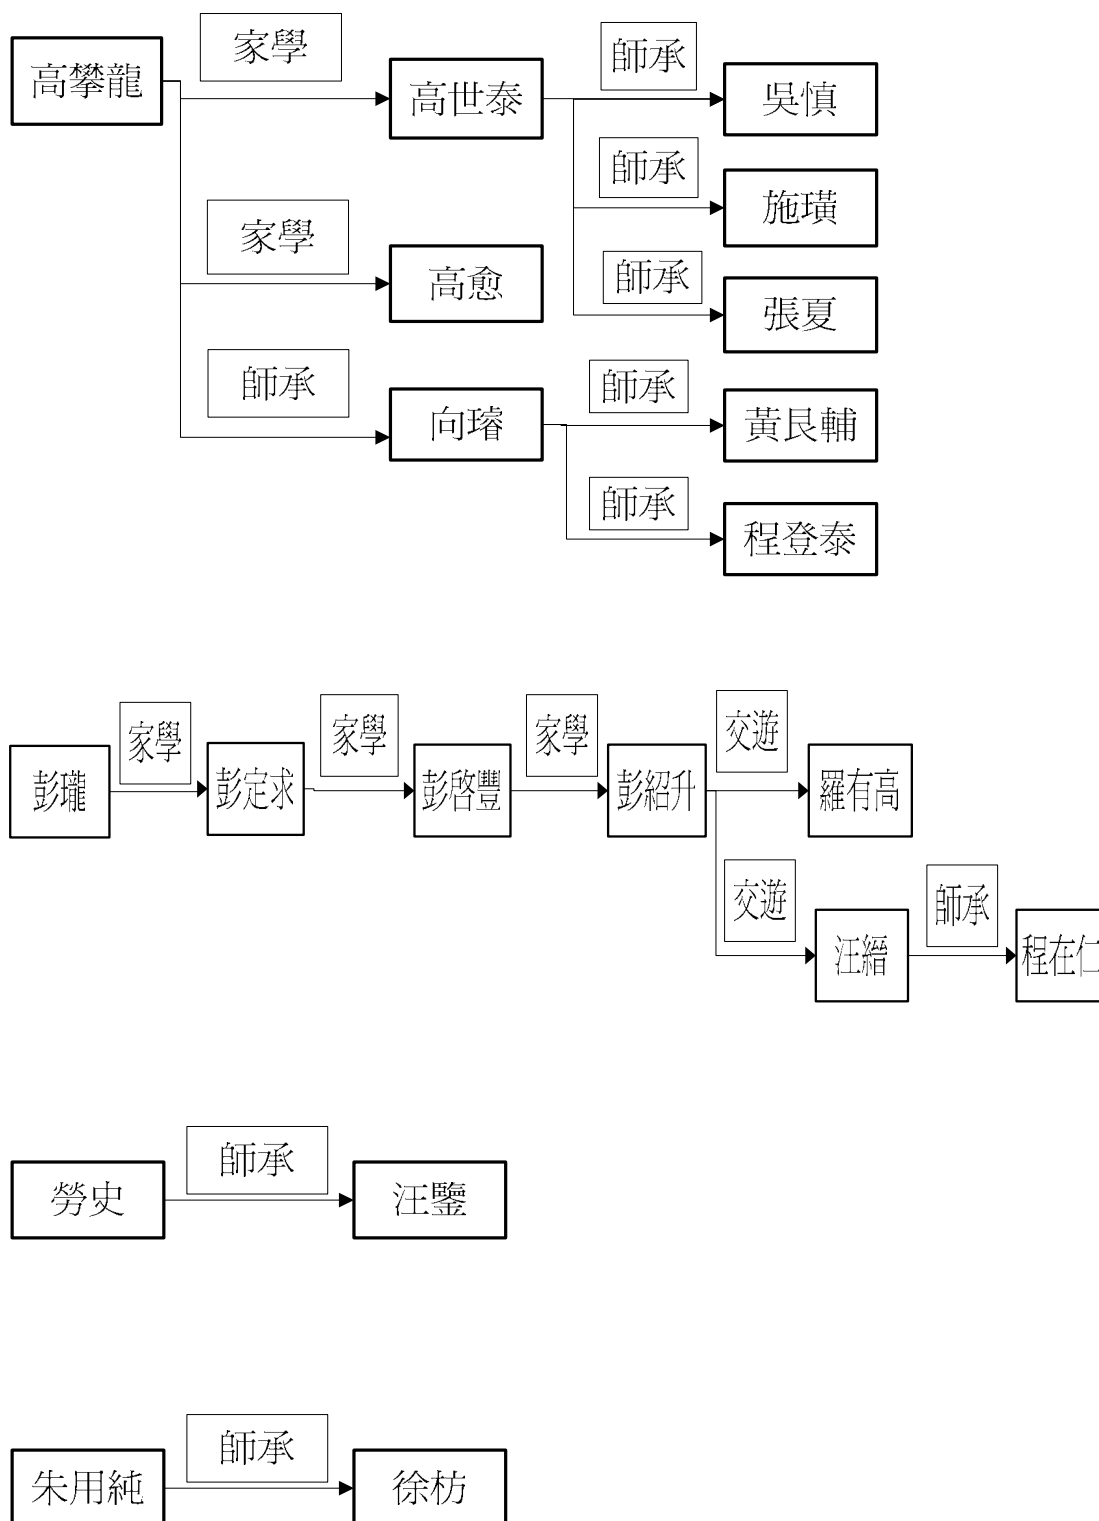 家學
師承
高攀龍
高世泰
吳慎
師承
施璜
家學
師承
高愈
張夏
師承
師承
向璿
黃艮輔
師承
程登泰
家學
家學
家學
交遊
彭瓏
彭定求
彭啓豐
彭紹升
羅有高
交遊
師承
汪縉
程在仁
師承
勞史
汪鑒
師承
朱用純
徐枋